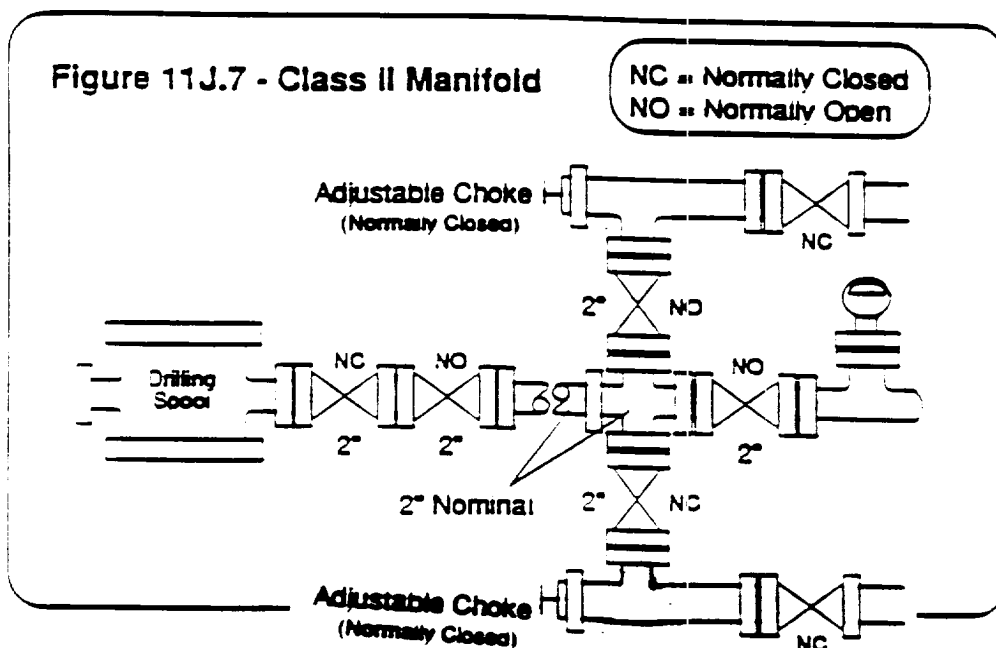 Figure 11J.7 - Class II Manifold
NC = Normally Closed
NO = Normally Open
Adjustable Choke
(Normally Closed)
NC
2" NO
NC NO NO
Drilling
Spool
2" 2" 2"
2" Nominal 2" NC
Adjustable Choke
(Normally Closed)
NC